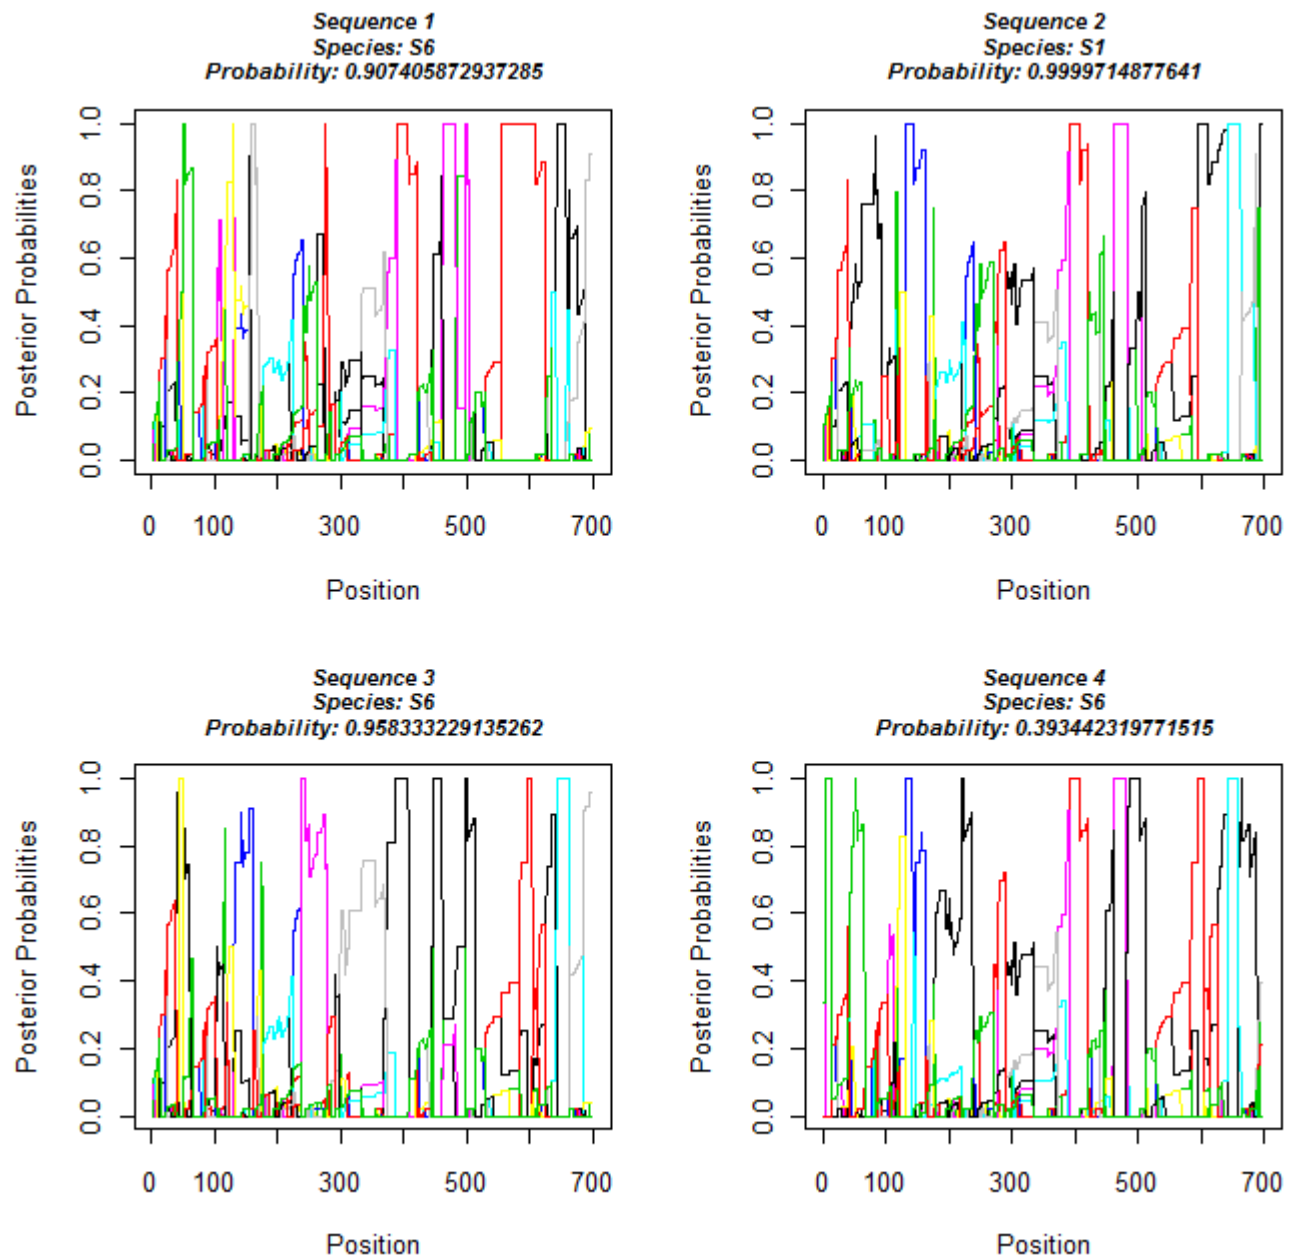 Sequence 1
Species: S6
Probability: 0.907405872937285
Posterior Probabilities
1.0
0.8
0.6
0.4
0.2
0.0
0 100 300 500 700
Position
Sequence 2
Species: S1
Probability: 0.9999714877641
Posterior Probabilities
1.0
0.8
0.6
0.4
0.2
0.0
0 100 300 500 700
Position
Sequence 3
Species: S6
Probability: 0.958333229135262
Posterior Probabilities
1.0
0.8
0.6
0.4
0.2
0.0
0 100 300 500 700
Position
Sequence 4
Species: S6
Probability: 0.393442319771515
Posterior Probabilities
1.0
0.8
0.6
0.4
0.2
0.0
0 100 300 500 700
Position